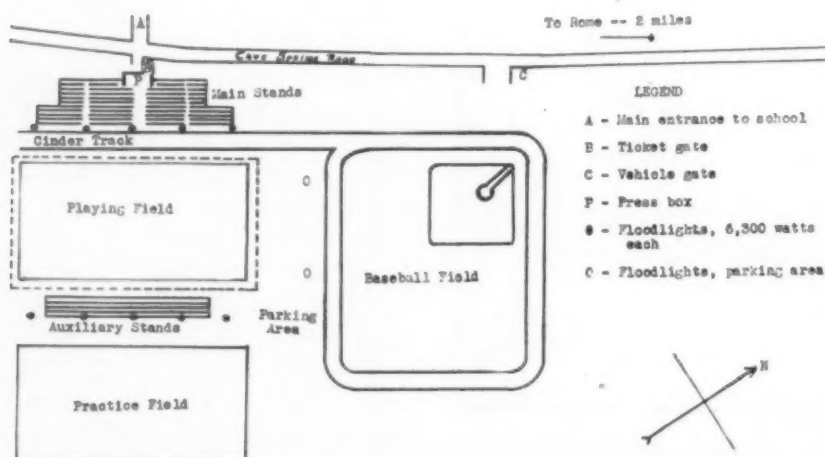 A
To Rome -- 2 miles
Cave Spring Road
B
P
C
Main Stands
LEGEND
A - Main entrance to school
B - Ticket gate
C - Vehicle gate
P - Press box
- Floodlights, 6,300 watts
each
O - Floodlights, parking area
Cinder Track
O
Playing Field
O
Baseball Field
Parking
Area
Auxiliary Stands
Practice Field
N